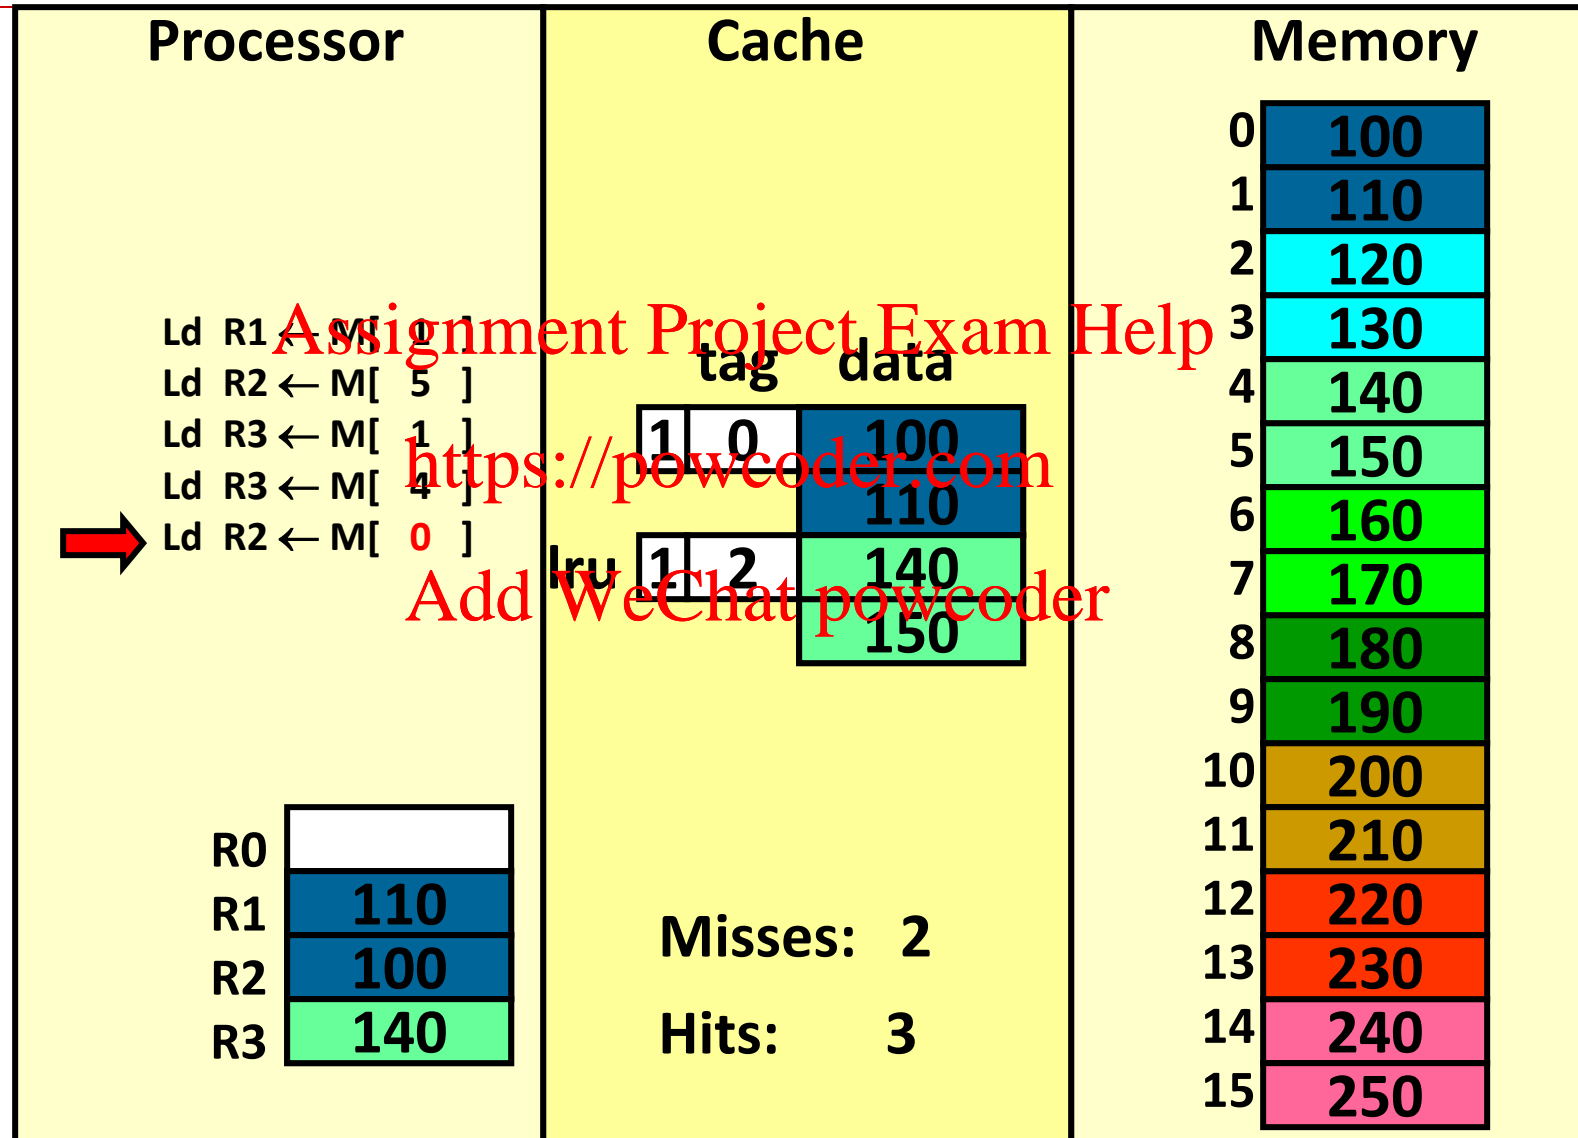 Processor
Cache
Memory
Ld R1 ← M[ 1 ]
Ld R2 ← M[ 5 ]
Ld R3 ← M[ 1 ]
Ld R3 ← M[ 4 ]
Ld R2 ← M[ 0 ]
R0
R1 110
R2 100
R3 140
tag data
1 0 100
110
lru 1 2 140
150
Misses: 2
Hits: 3
0 100
1 110
2 120
3 130
4 140
5 150
6 160
7 170
8 180
9 190
10 200
11 210
12 220
13 230
14 240
15 250
Assignment Project Exam Help
https://powcoder.com
Add WeChat powcoder